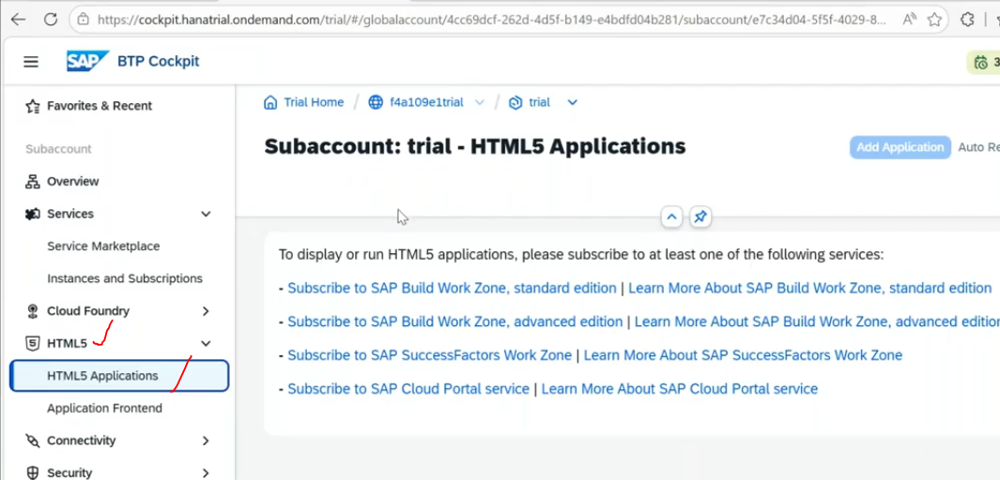 https://cockpit.hanatrial.ondemand.com/trial/#/globalaccount/4cc69dcf-262d-4d5f-b149-e4bdfd04b281/subaccount/e7c34d04-5f5f-4029-8...
SAP BTP Cockpit
3
Favorites & Recent
Trial Home / f4a109e1trial / trial
Subaccount
Subaccount: trial - HTML5 Applications
Add Application Auto Re
Overview
Services
Service Marketplace
To display or run HTML5 applications, please subscribe to at least one of the following services:
Instances and Subscriptions
- Subscribe to SAP Build Work Zone, standard edition | Learn More About SAP Build Work Zone, standard edition
Cloud Foundry
- Subscribe to SAP Build Work Zone, advanced edition | Learn More About SAP Build Work Zone, advanced edition
HTML5
- Subscribe to SAP SuccessFactors Work Zone | Learn More About SAP SuccessFactors Work Zone
HTML5 Applications
- Subscribe to SAP Cloud Portal service | Learn More About SAP Cloud Portal service
Application Frontend
Connectivity
Security